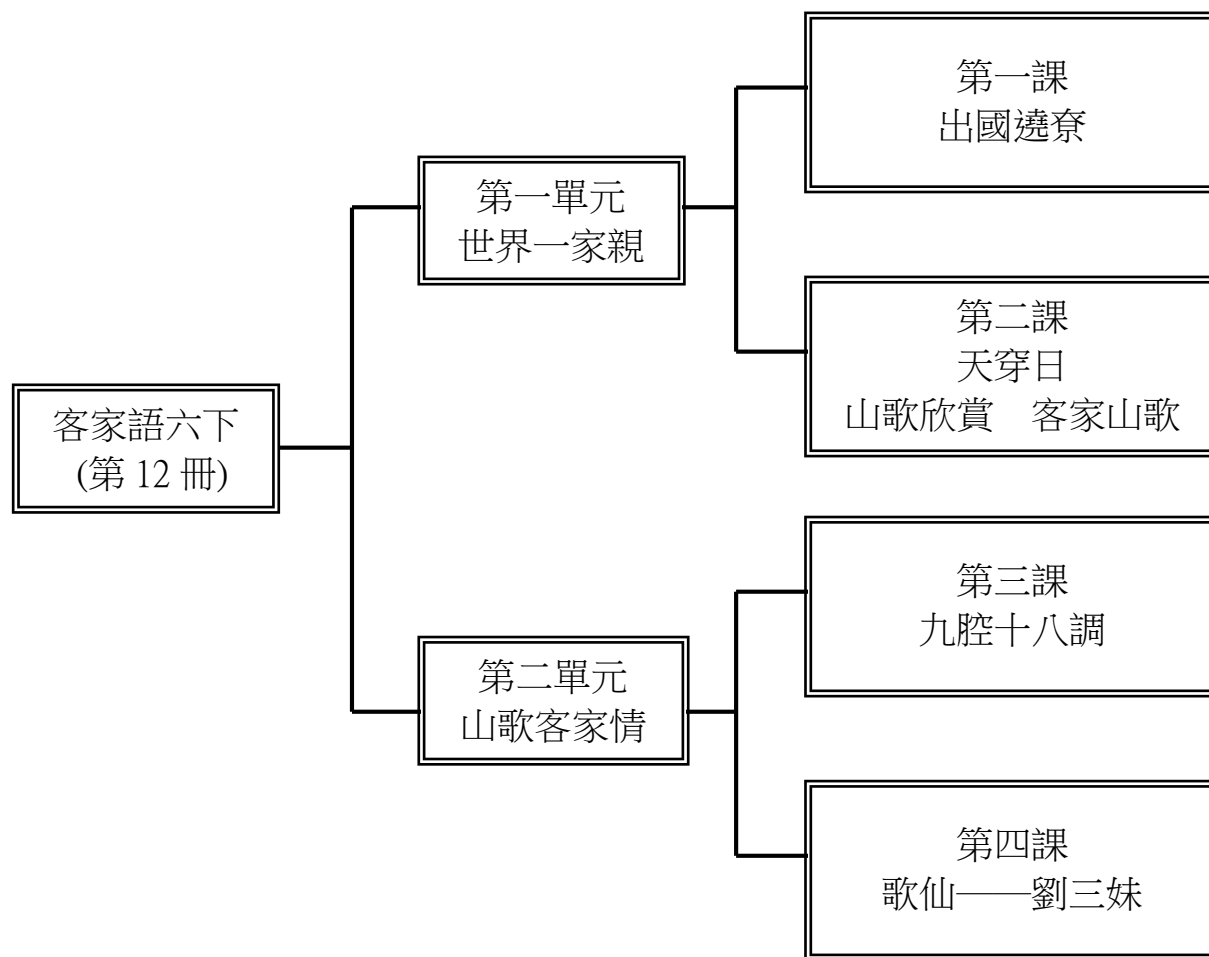 客家語六下
(第 12 冊)
第一單元
世界一家親
第一課
出國遶尞
第二課
天穿日
山歌欣賞　客家山歌
第二單元
山歌客家情
第三課
九腔十八調
第四課
歌仙——劉三妹